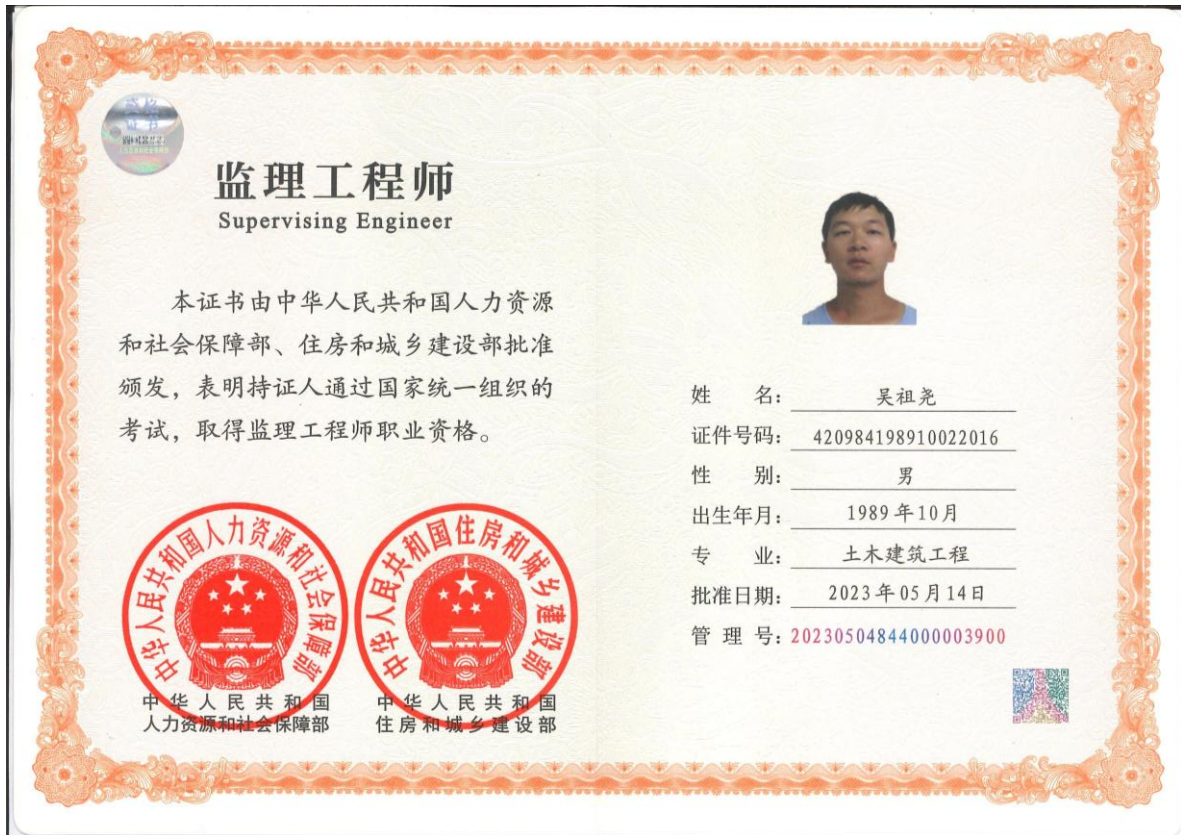 资格
证书
监理工程师
Supervising Engineer
本证书由中华人民共和国人力资源
和社会保障部、住房和城乡建设部批准
颁发，表明持证人通过国家统一组织的
考试，取得监理工程师职业资格。
中华人民共和国人力资源和社会保障部
中华人民共和国
人力资源和社会保障部
中华人民共和国住房和城乡建设部
中华人民共和国
住房和城乡建设部
姓 名： 吴祖尧
证件号码： 420984198910022016
性 别： 男
出生年月： 1989年10月
专 业： 土木建筑工程
批准日期： 2023年05月14日
管 理 号： 20230504844000003900